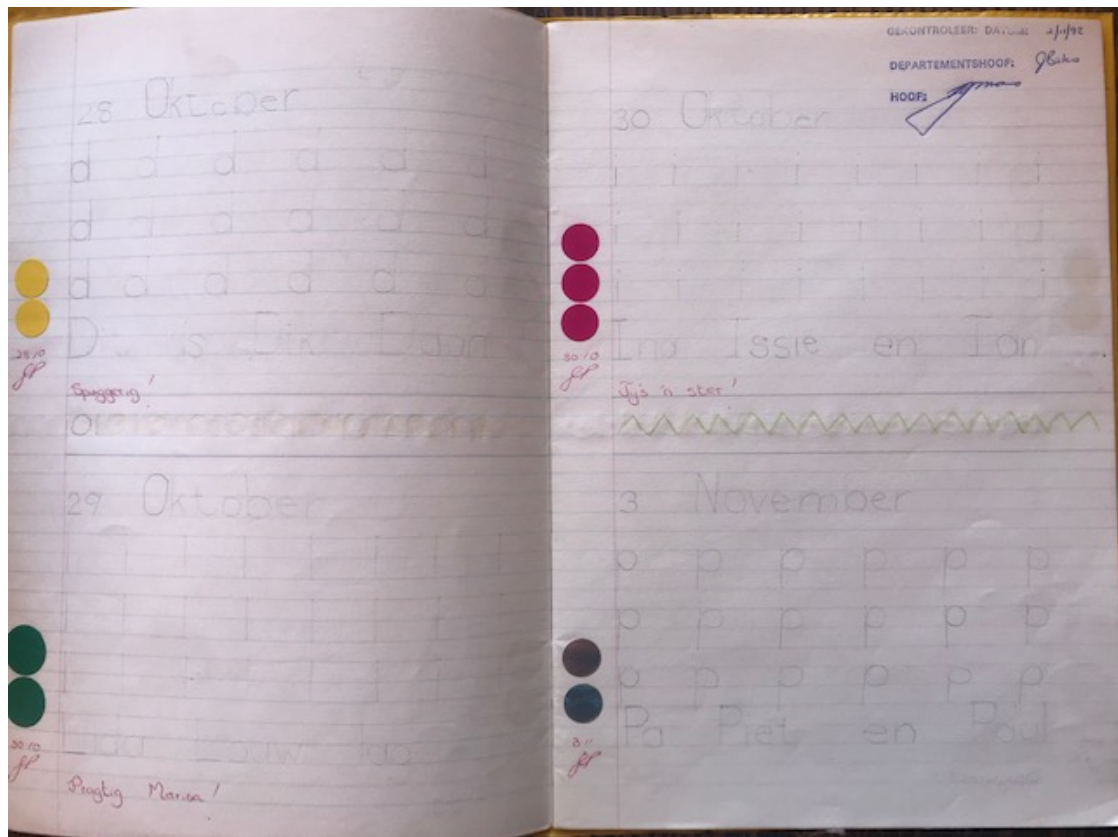 28 Oktober
d d d d d d
d d d d d d
d d d d d d
D is Dik Daan
28/10
Spoggerig!
29 Oktober
l l l l l l l l
l l l l l l l
l l l l l l l
Louw
30/10
Pragtig Marisa!
GEKONTROLEER: DATUM: 2/11/92
DEPARTEMENTSHOOF:
HOOF:
30 Oktober
i i i i i i i
i i i i i i i
i i i i i i i
Ina Issie en Ian
30/10
Jy's 'n ster!
3 November
p p p p p p
p p p p p p
p p p p p p
Pa Piet en Paul
3/11